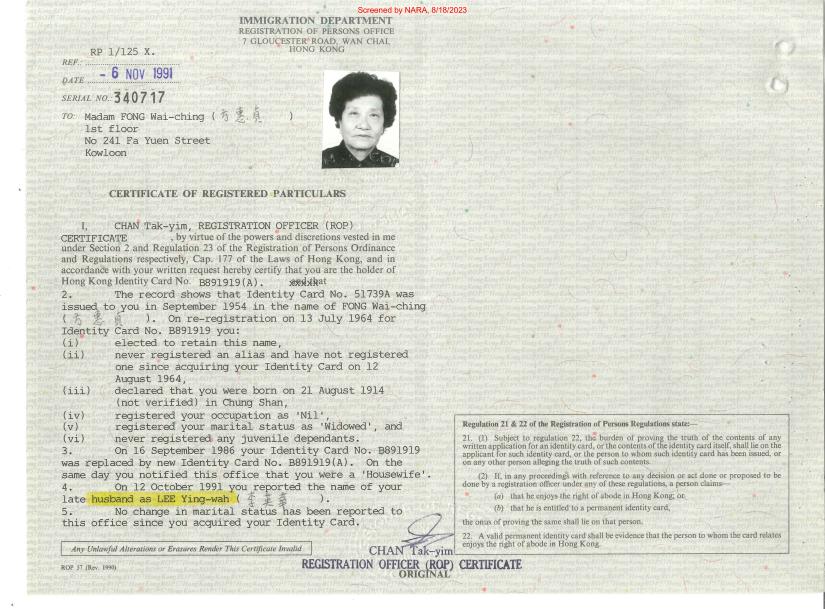 Screened by NARA, 8/18/2023
IMMIGRATION DEPARTMENT
REGISTRATION OF PERSONS OFFICE
7 GLOUCESTER ROAD, WAN CHAI,
HONG KONG
RP 1/125 X.
REF.:
DATE - 6 NOV 1991
SERIAL NO.: 340717
TO: Madam FONG Wai-ching (方惠貞)
1st floor
No 241 Fa Yuen Street
Kowloon
CERTIFICATE OF REGISTERED PARTICULARS
I, CHAN Tak-yim, REGISTRATION OFFICER (ROP)
CERTIFICATE , by virtue of the powers and discretions vested in me
under Section 2 and Regulation 23 of the Registration of Persons Ordinance
and Regulations respectively, Cap. 177 of the Laws of Hong Kong, and in
accordance with your written request hereby certify that you are the holder of
Hong Kong Identity Card No. B891919(A). and that
2. The record shows that Identity Card No. 51739A was
issued to you in September 1954 in the name of FONG Wai-ching
(方惠貞). On re-registration on 13 July 1964 for
Identity Card No. B891919 you:
(i) elected to retain this name,
(ii) never registered an alias and have not registered
one since acquiring your Identity Card on 12
August 1964,
(iii) declared that you were born on 21 August 1914
(not verified) in Chung Shan,
(iv) registered your occupation as 'Nil',
(v) registered your marital status as 'Widowed', and
(vi) never registered any juvenile dependants.
3. On 16 September 1986 your Identity Card No. B891919
was replaced by new Identity Card No. B891919(A). On the
same day you notified this office that you were a 'Housewife'.
4. On 12 October 1991 you reported the name of your
late husband as LEE Ying-wah ( ).
5. No change in marital status has been reported to
this office since you acquired your Identity Card.
Any Unlawful Alterations or Erasures Render This Certificate Invalid
ROP 37 (Rev. 1990)
CHAN Tak-yim
REGISTRATION OFFICER (ROP) CERTIFICATE
ORIGINAL
Regulation 21 & 22 of the Registration of Persons Regulations state—
21. (1) Subject to regulation 22, the burden of proving the truth of the contents of any
written application for an identity card, or the contents of the identity card itself, shall lie on the
applicant for such identity card, or the person to whom such identity card has been issued, or
on any other person alleging the truth of such contents.
(2) If, in any proceedings with reference to any decision or act done or proposed to
be done by a registration officer under any of these regulations, a person claims—
(a) that he enjoys the right of abode in Hong Kong; or
(b) that he is entitled to a permanent identity card,
the onus of proving the same shall lie on that person.
22. A valid permanent identity card shall be evidence that the person to whom the card relates
enjoys the right of abode in Hong Kong.